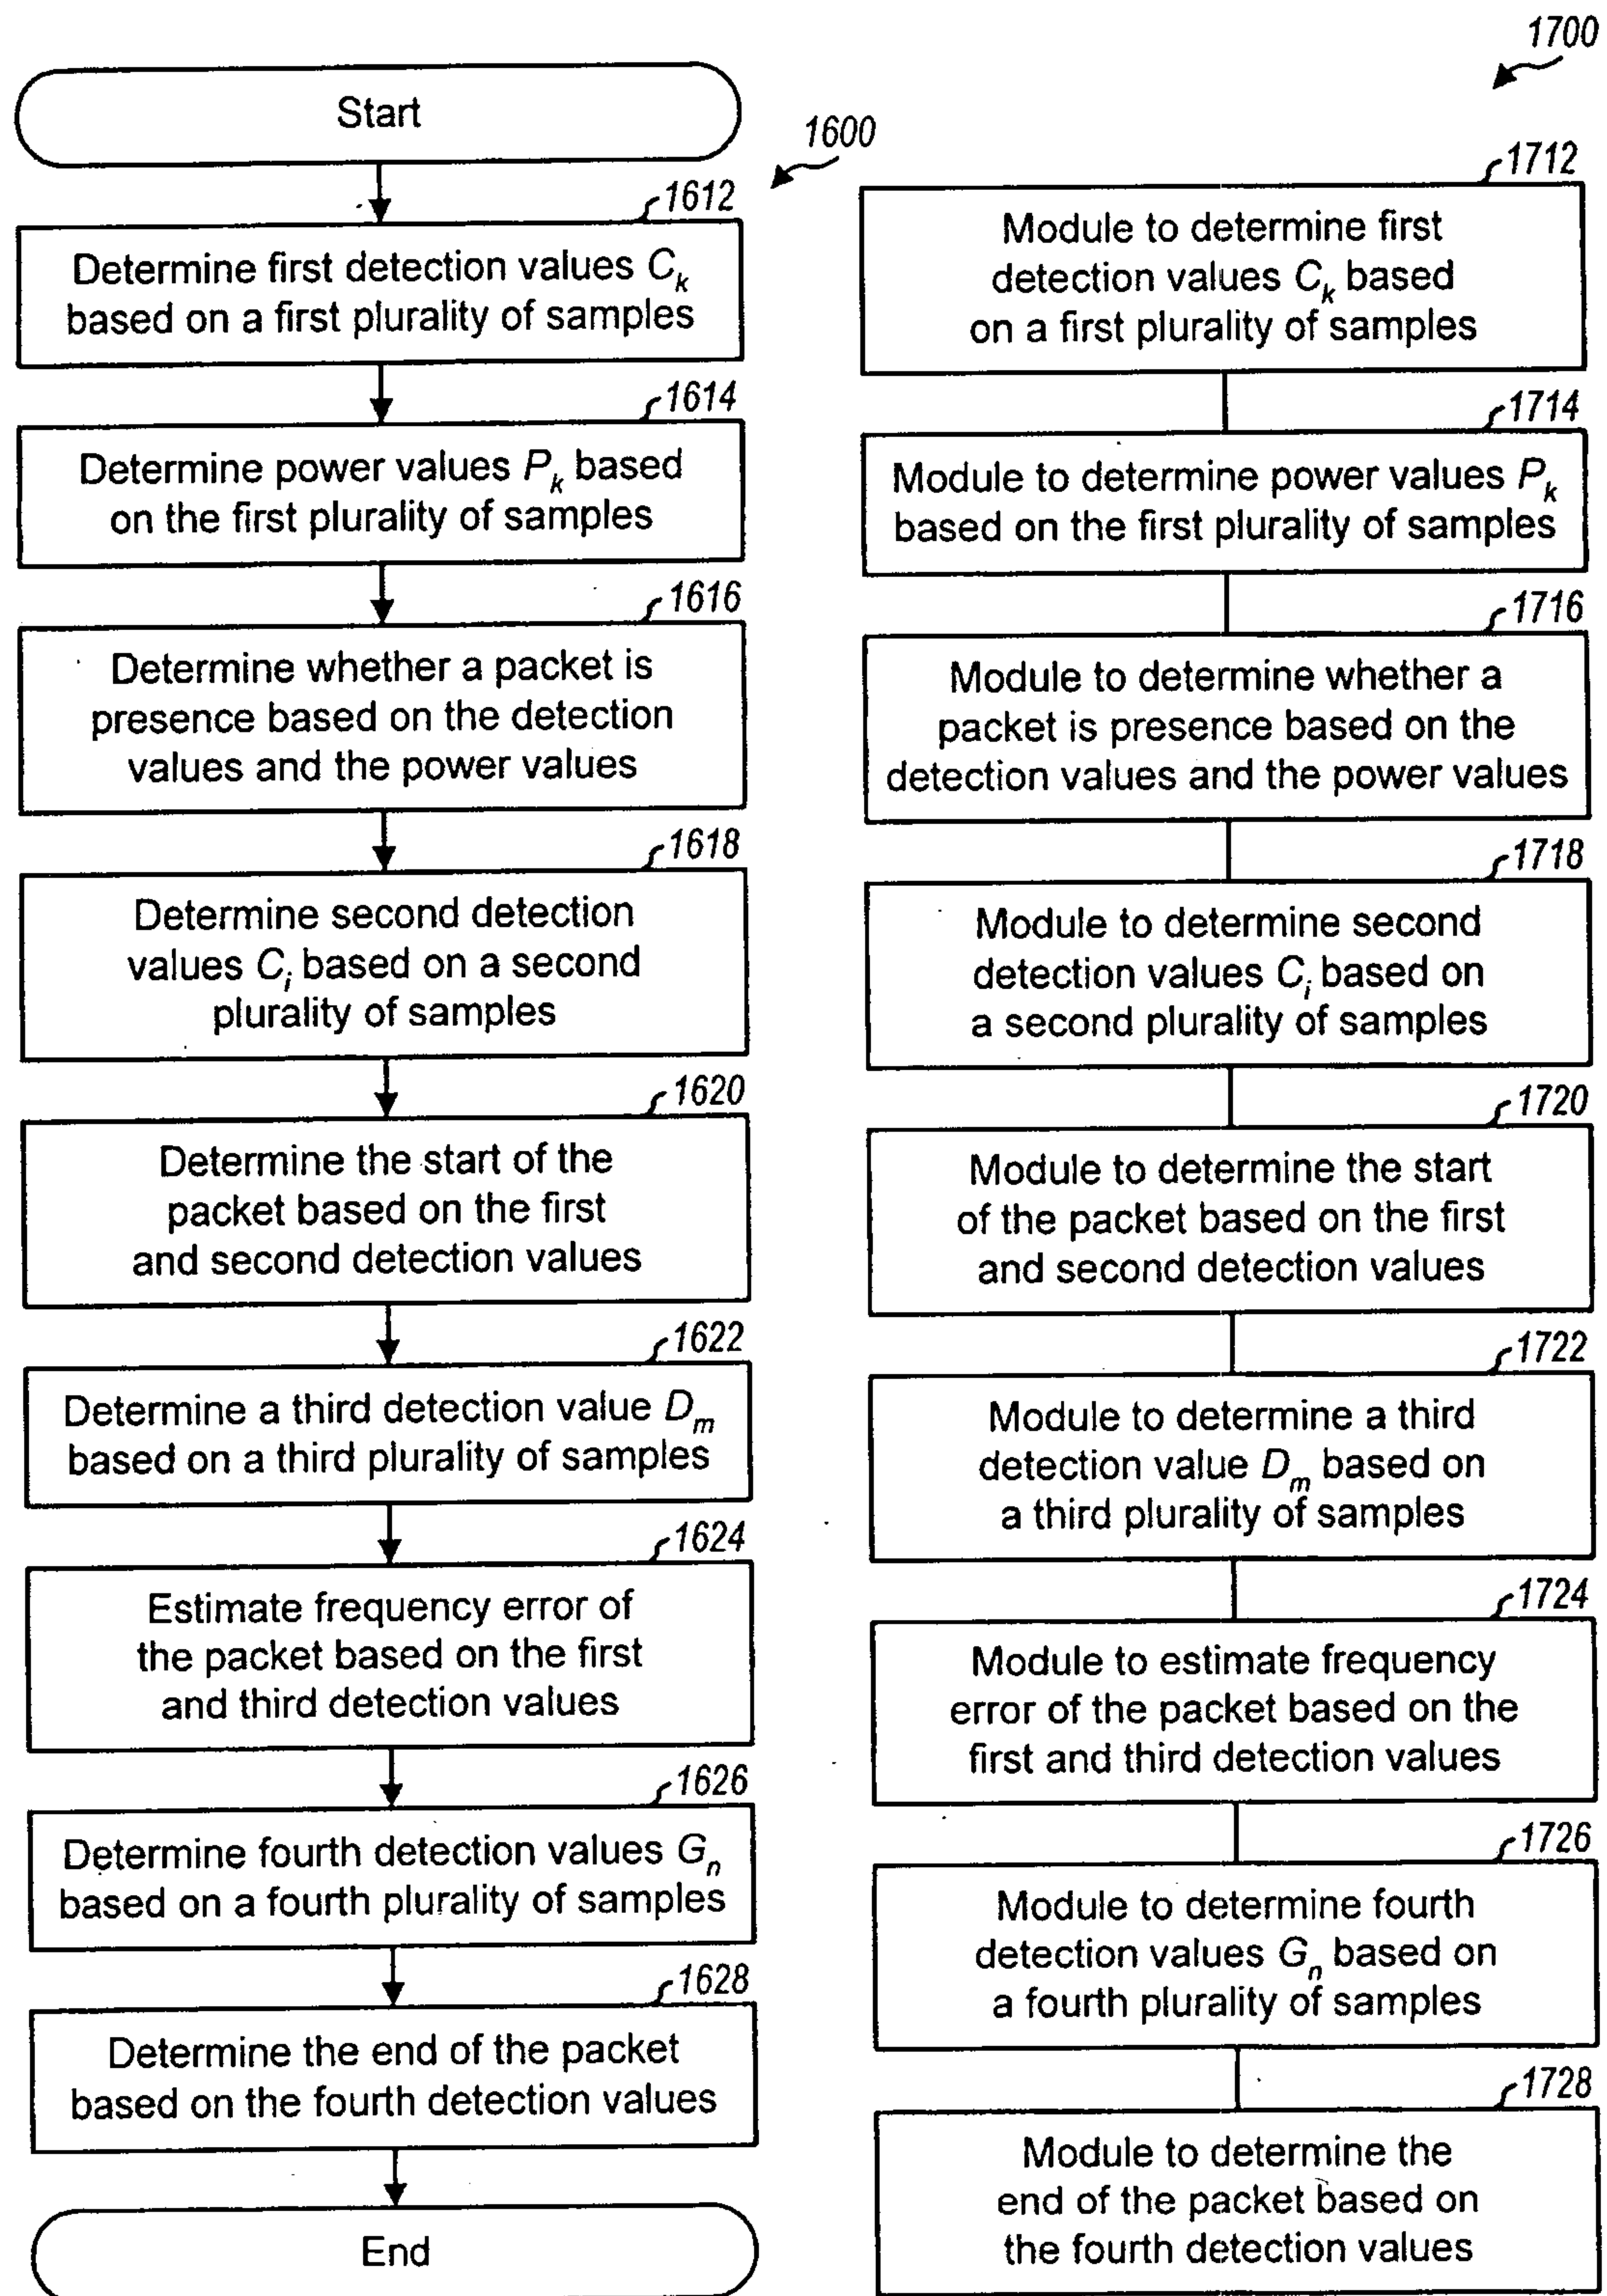 Start
1600
1612
Determine first detection values Ck
based on a first plurality of samples
1614
Determine power values Pk based
on the first plurality of samples
1616
Determine whether a packet is
presence based on the detection
values and the power values
1618
Determine second detection
values Ci based on a second
plurality of samples
1620
Determine the start of the
packet based on the first
and second detection values
1622
Determine a third detection value Dm
based on a third plurality of samples
1624
Estimate frequency error of
the packet based on the first
and third detection values
1626
Determine fourth detection values Gn
based on a fourth plurality of samples
1628
Determine the end of the packet
based on the fourth detection values
End
1700
1712
Module to determine first
detection values Ck based
on a first plurality of samples
1714
Module to determine power values Pk
based on the first plurality of samples
1716
Module to determine whether a
packet is presence based on the
detection values and the power values
1718
Module to determine second
detection values Ci based on
a second plurality of samples
1720
Module to determine the start
of the packet based on the first
and second detection values
1722
Module to determine a third
detection value Dm based on
a third plurality of samples
1724
Module to estimate frequency
error of the packet based on the
first and third detection values
1726
Module to determine fourth
detection values Gn based on
a fourth plurality of samples
1728
Module to determine the
end of the packet based on
the fourth detection values